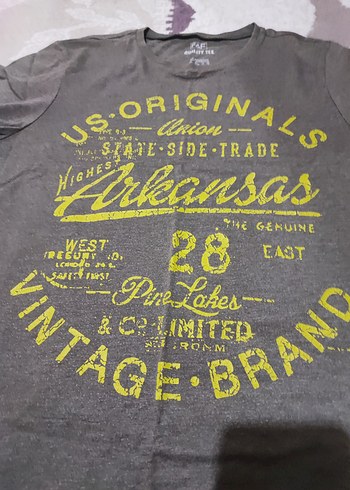 US·ORIGINALS
Union
STATE·SIDE·TRADE
HIGHEST
Arkansas
THE GENUINE
WEST 28 EAST
Pine Lakes
& CO·LIMITED
VINTAGE·BRAND